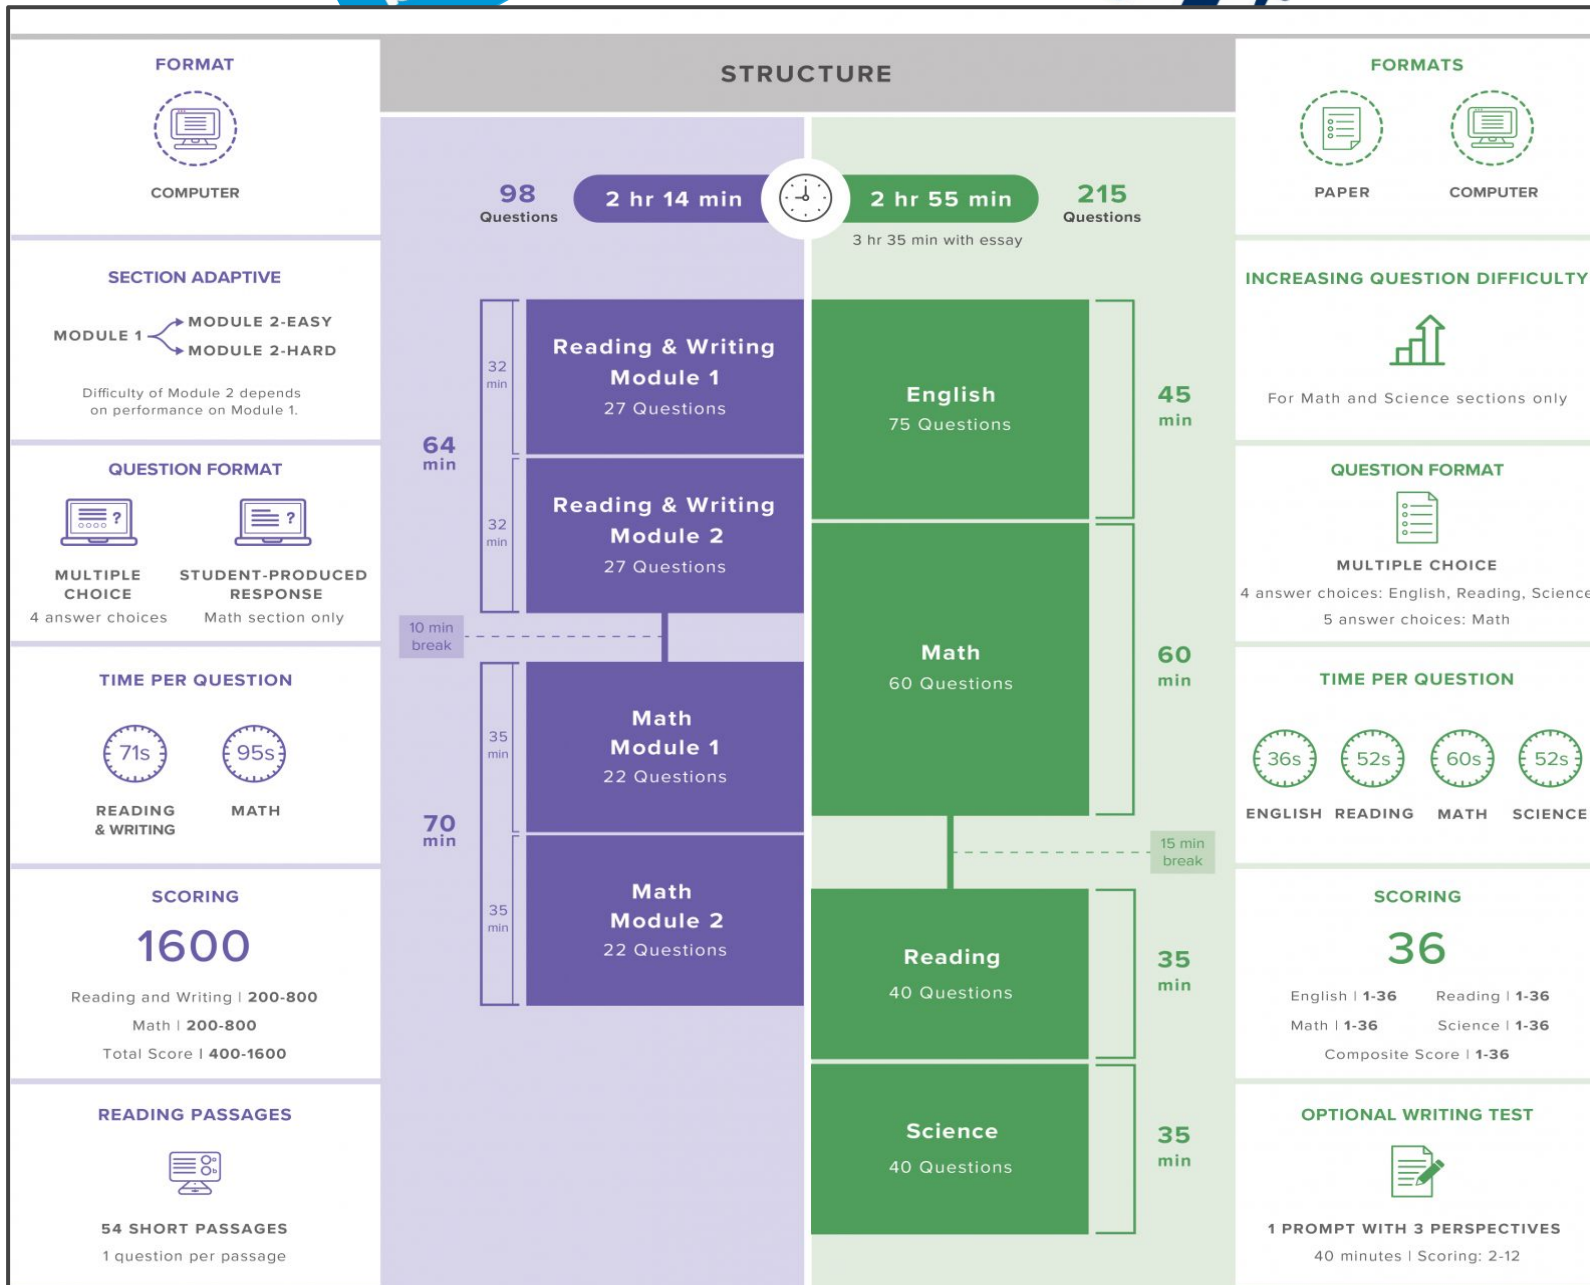 FORMAT
COMPUTER
SECTION ADAPTIVE
MODULE 1
MODULE 2-EASY
MODULE 2-HARD
Difficulty of Module 2 depends
on performance on Module 1.
QUESTION FORMAT
?
?
MULTIPLE
CHOICE
4 answer choices
STUDENT-PRODUCED
RESPONSE
Math section only
TIME PER QUESTION
71s
95s
READING
& WRITING
MATH
SCORING
1600
Reading and Writing | 200-800
Math | 200-800
Total Score | 400-1600
READING PASSAGES
54 SHORT PASSAGES
1 question per passage
STRUCTURE
98
Questions
2 hr 14 min
2 hr 55 min
3 hr 35 min with essay
215
Questions
64
min
32
min
Reading & Writing
Module 1
27 Questions
32
min
Reading & Writing
Module 2
27 Questions
10 min
break
70
min
35
min
Math
Module 1
22 Questions
35
min
Math
Module 2
22 Questions
English
75 Questions
45
min
Math
60 Questions
60
min
15 min
break
Reading
40 Questions
35
min
Science
40 Questions
35
min
FORMATS
PAPER
COMPUTER
INCREASING QUESTION DIFFICULTY
For Math and Science sections only
QUESTION FORMAT
MULTIPLE CHOICE
4 answer choices: English, Reading, Science
5 answer choices: Math
TIME PER QUESTION
36s
52s
60s
52s
ENGLISH
READING
MATH
SCIENCE
SCORING
36
English | 1-36
Reading | 1-36
Math | 1-36
Science | 1-36
Composite Score | 1-36
OPTIONAL WRITING TEST
1 PROMPT WITH 3 PERSPECTIVES
40 minutes | Scoring: 2-12